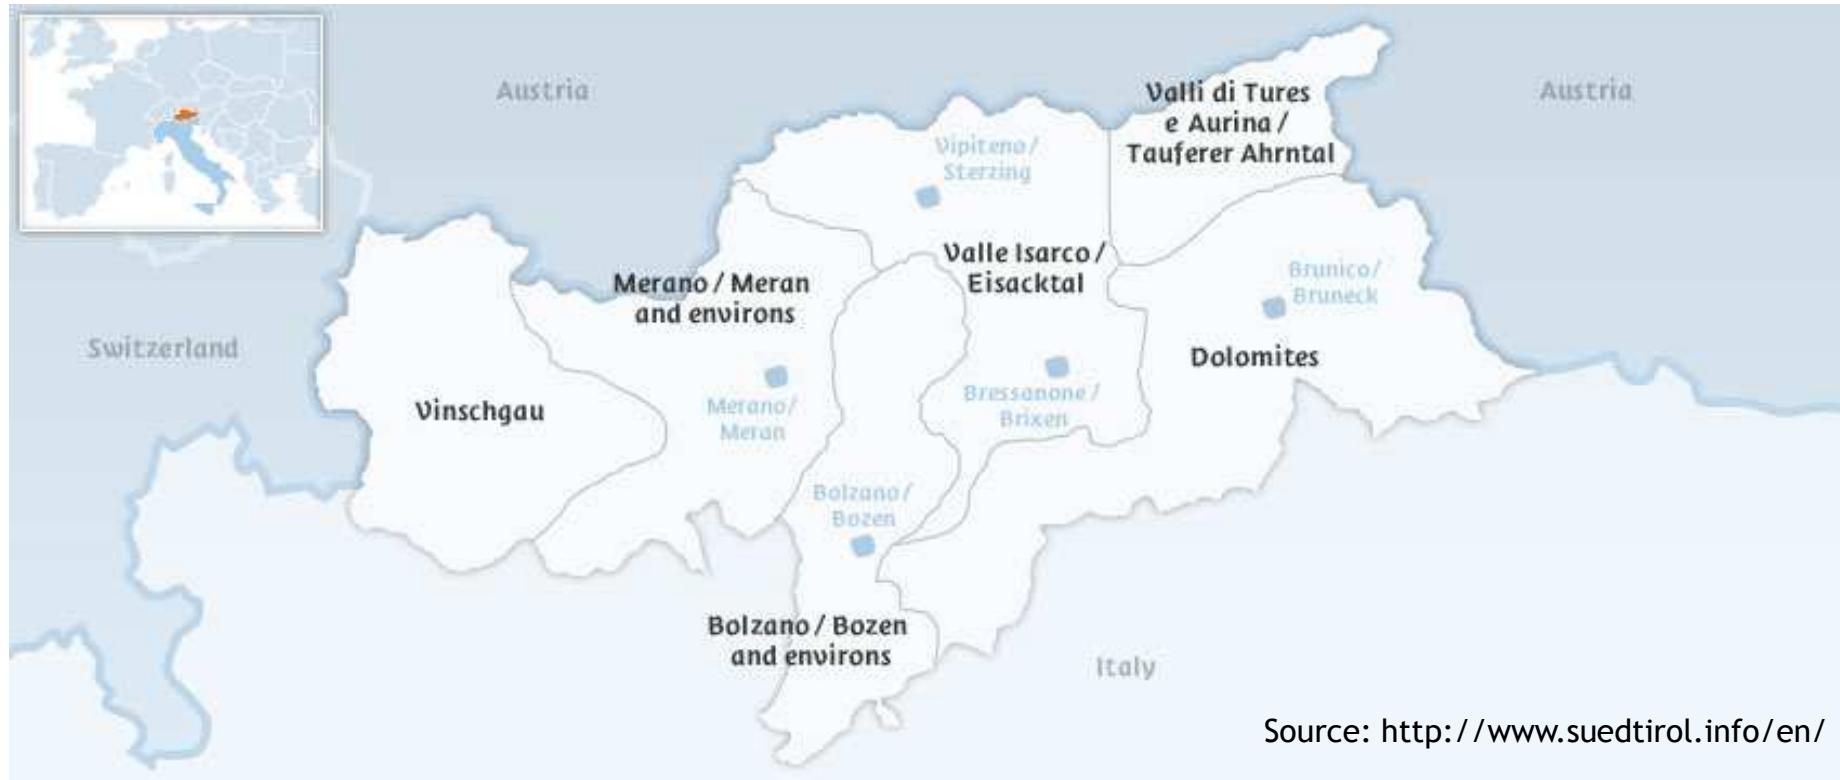 Austria
Austria
Valli di Tures
e Aurina /
Tauferer Ahrntal
Vipiteno /
Sterzing
Valle Isarco /
Eisacktal
Merano / Meran
and environs
Brunico /
Bruneck
Switzerland
Dolomites
Vinschgau
Merano /
Meran
Bressanone /
Brixen
Bolzano /
Bozen
Bolzano / Bozen
and environs
Italy
Source: http://www.suedtirol.info/en/